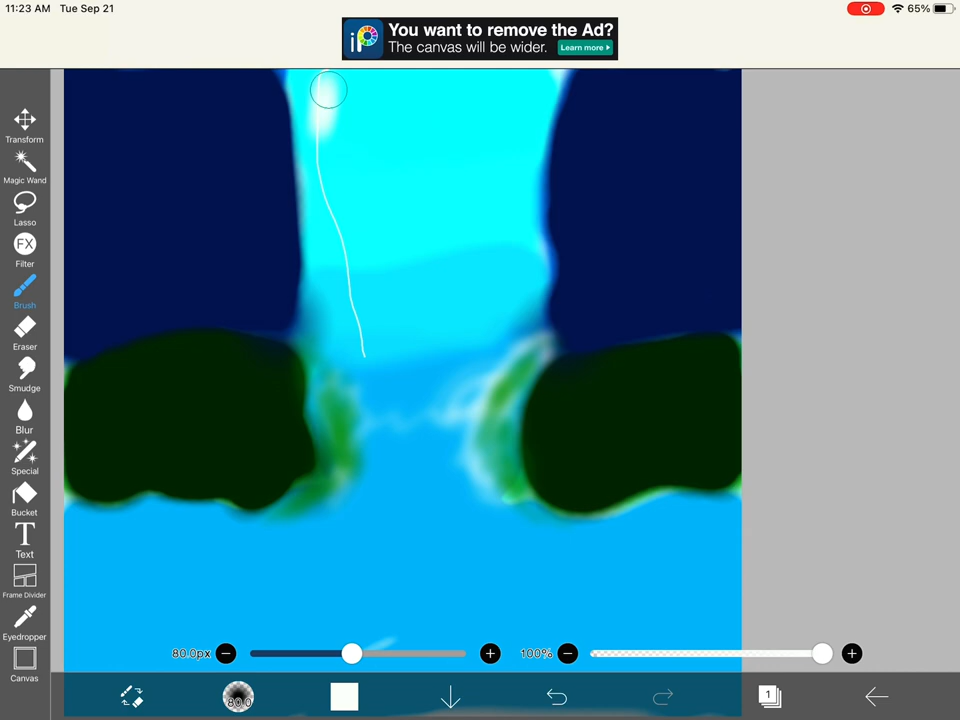 11:23 AM Tue Sep 21
65%
You want to remove the Ad?
The canvas will be wider.
Learn more
iP
Transform
Magic Wand
Lasso
FX
Filter
Brush
Eraser
Smudge
Blur
Special
Bucket
T
Text
Frame Divider
Eyedropper
Canvas
80.0px
100%
80.0
1